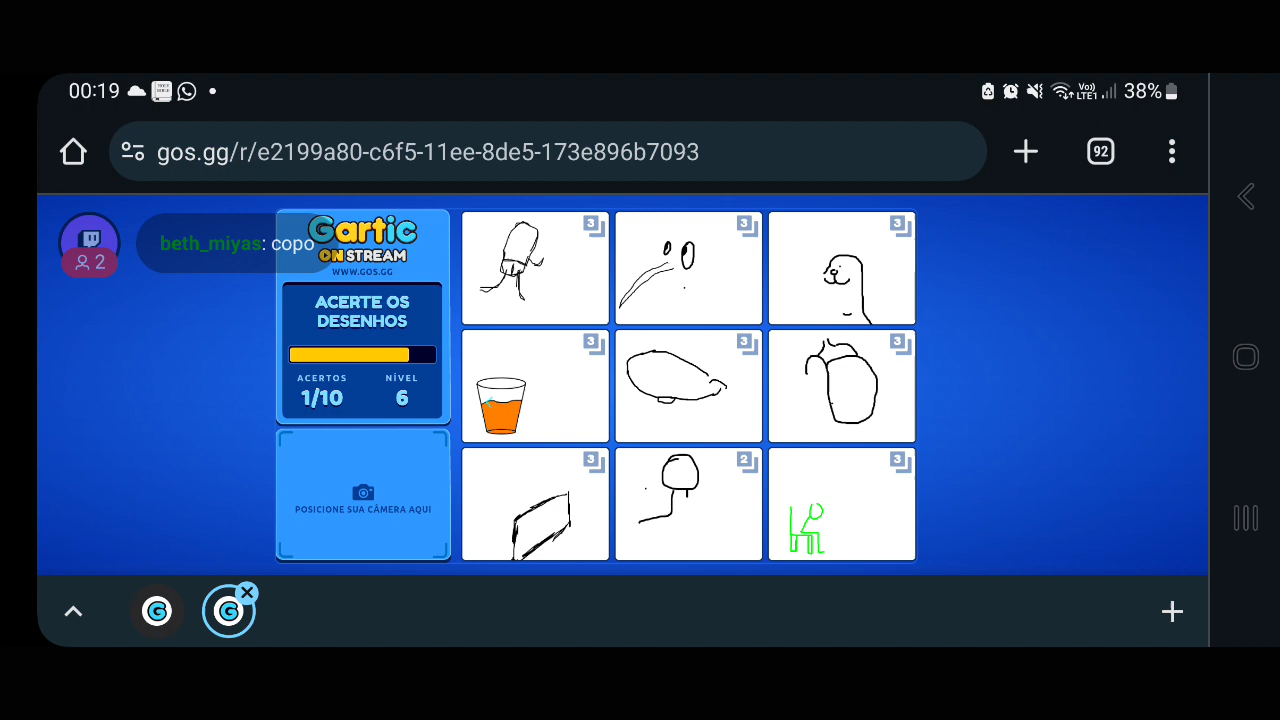 00:19
Vo))
LTE1
38%
gos.gg/r/e2199a80-c6f5-11ee-8de5-173e896b7093
92
beth_miyas: copo
2
Gartic
ON STREAM
WWW.GOS.GG
ACERTE OS
DESENHOS
ACERTOS NÍVEL
1/10 6
POSICIONE SUA CÂMERA AQUI
3 3 3
3 3 3
3 2 3
G G